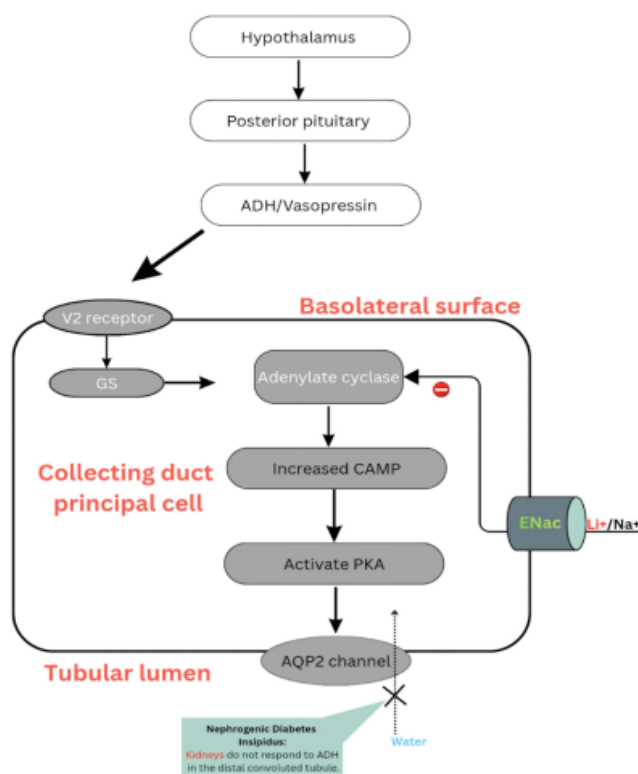 Hypothalamus
Posterior pituitary
ADH/Vasopressin
V2 receptor
Basolateral surface
GS
Adenylate cyclase
Collecting duct
principal cell
Increased CAMP
ENac
Li+/Na+
Activate PKA
Tubular lumen
AQP2 channel
Nephrogenic Diabetes
Insipidus:
Kidneys do not respond to ADH
in the distal convoluted tubule.
Water